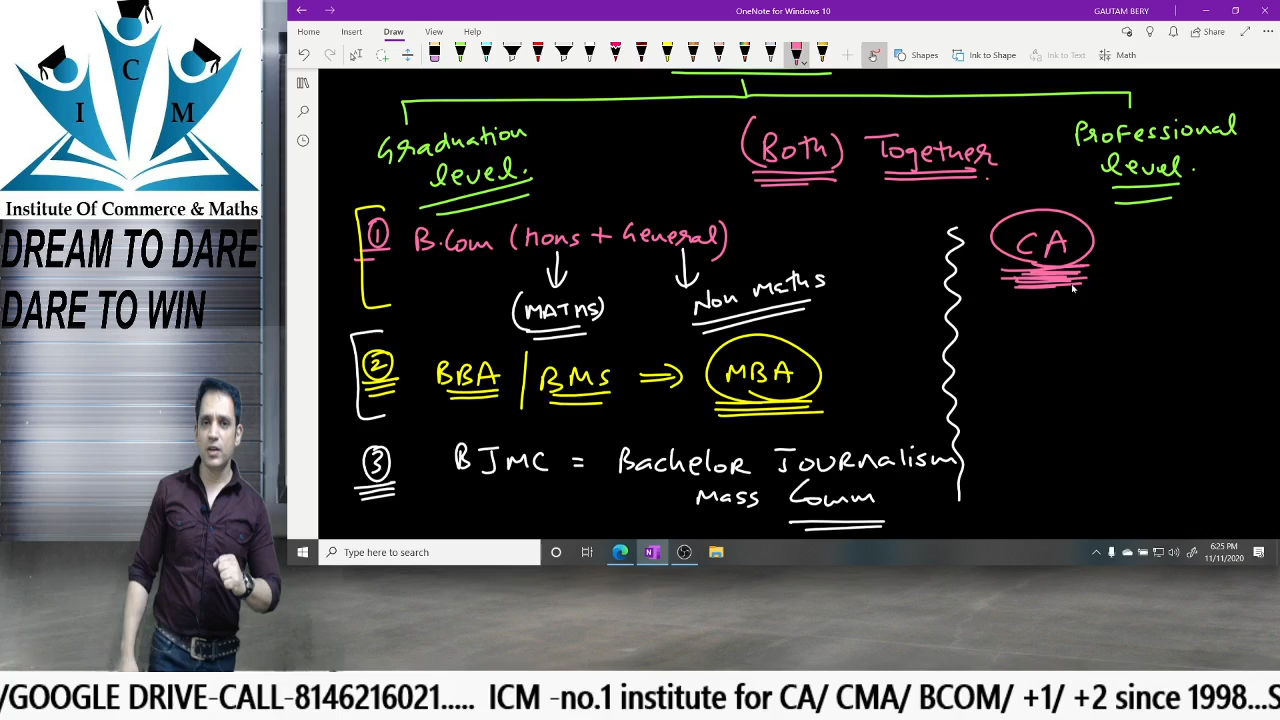 OneNote for Windows 10
GAUTAM BERY
Home Insert Draw View Help
Share
Shapes
Ink to Shape
Ink to Text
Math
I C M
Institute Of Commerce & Maths
DREAM TO DARE
DARE TO WIN
Graduation
level.
(Both) Together.
Professional
level.
① B.Com (Hons + General)
(MATHS)
Non maths
② BBA | BMS ⇒ MBA
③ BJMC = Bachelor Journalism
Mass Comm
CA
Type here to search
6:25 PM
11/11/2020
/GOOGLE DRIVE-CALL-8146216021..... ICM -no.1 institute for CA/ CMA/ BCOM/ +1/ +2 since 1998...S